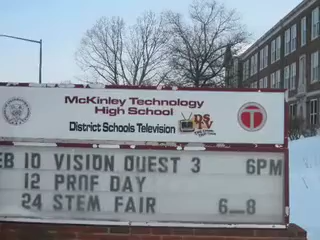 McKinley Technology
High School
District Schools Television
DSTV
EB 10 VISION QUEST 3 6PM
12 PROF DAY
24 STEM FAIR 6_8